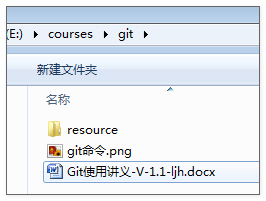 (E:) ▸ courses ▸ git ▸
新建文件夹
名称
resource
git命令.png
Git使用讲义-V-1.1-ljh.docx